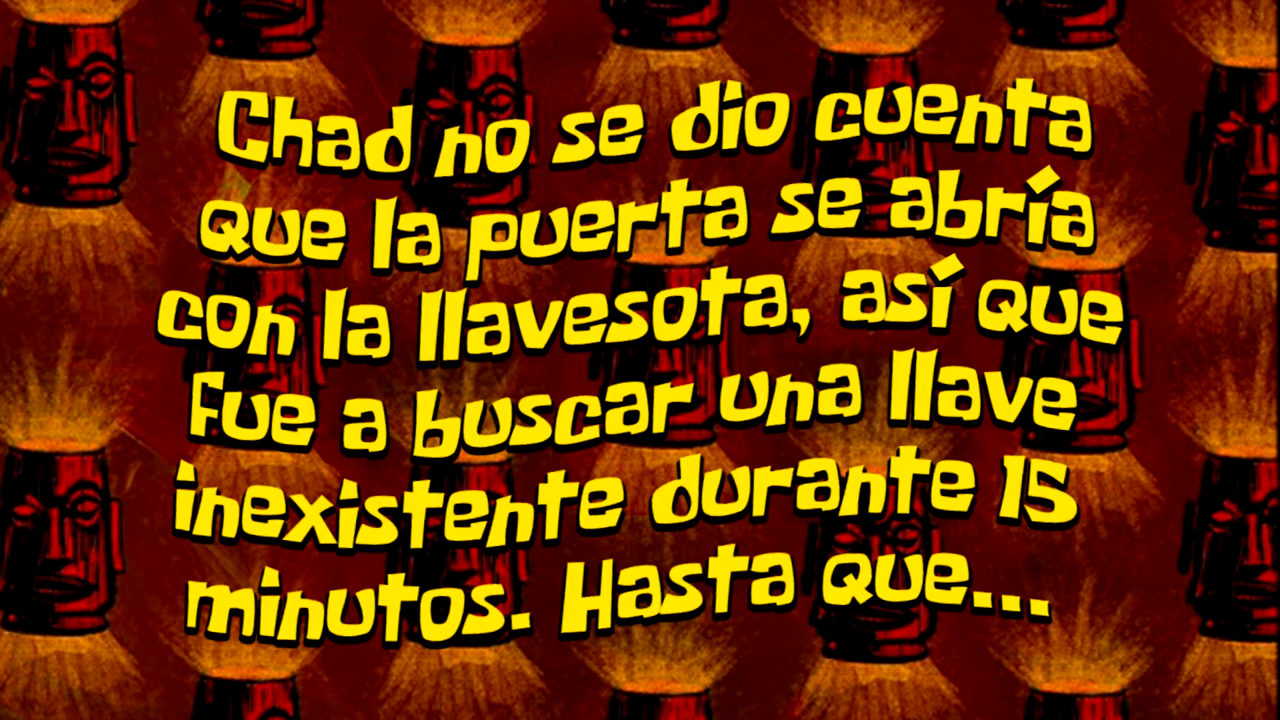 Chad no se dio cuenta
que la puerta se abría
con la llavesota, así que
fue a buscar una llave
inexistente durante 15
minutos. Hasta que...